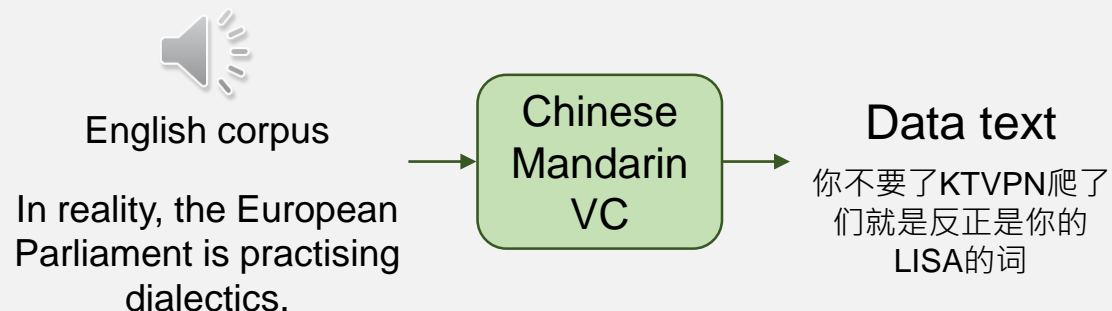 English corpus
In reality, the European
Parliament is practising
dialectics.
Chinese
Mandarin
VC
Data text
你不要了KTVPN爬了
们就是反正是你的
LISA的词